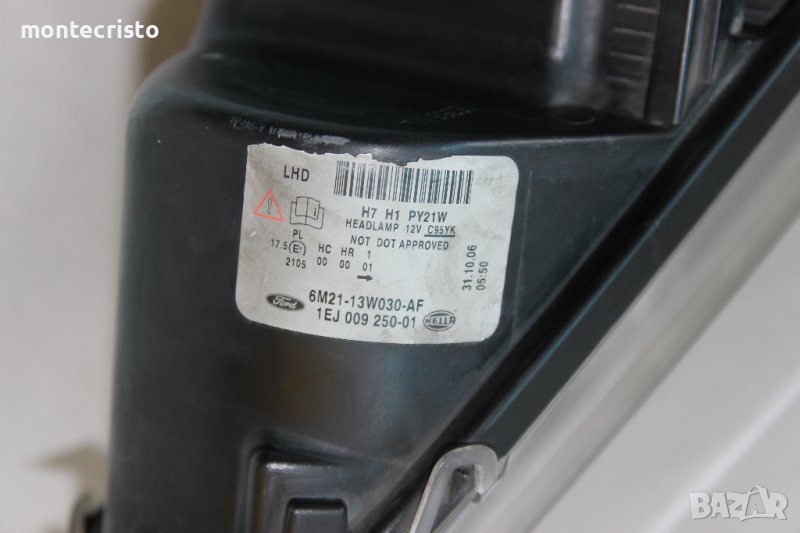 montecristo
LHD
H7 H1 PY21W
HEADLAMP 12V C95YK
NOT DOT APPROVED
PL HC HR 1
17.5 E1 00 00 01
2105
31.10.06
05:50
Ford 6M21-13W030-AF
1EJ 009 250-01 HELLA
BAZAR